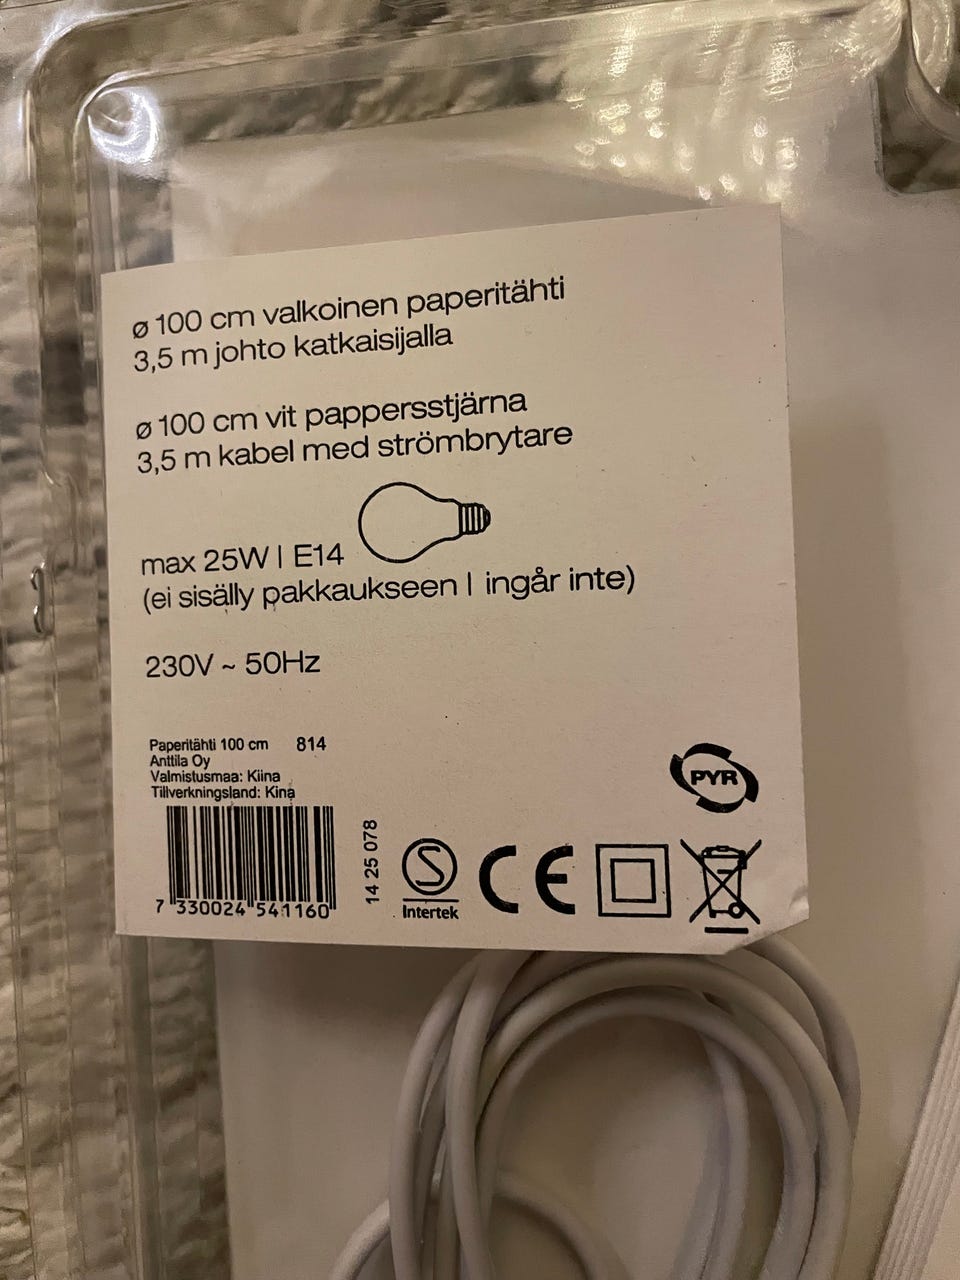 ø 100 cm valkoinen paperitähti
3,5 m johto katkaisijalla
ø 100 cm vit pappersstjärna
3,5 m kabel med strömbrytare
max 25W | E14
(ei sisälly pakkaukseen | ingår inte)
230V ~ 50Hz
Paperitähti 100 cm 814
Anttila Oy
Valmistusmaa: Kiina
Tillverkningsland: Kina
7 330024 541160
14 25 078
S
Intertek
CE
PYR